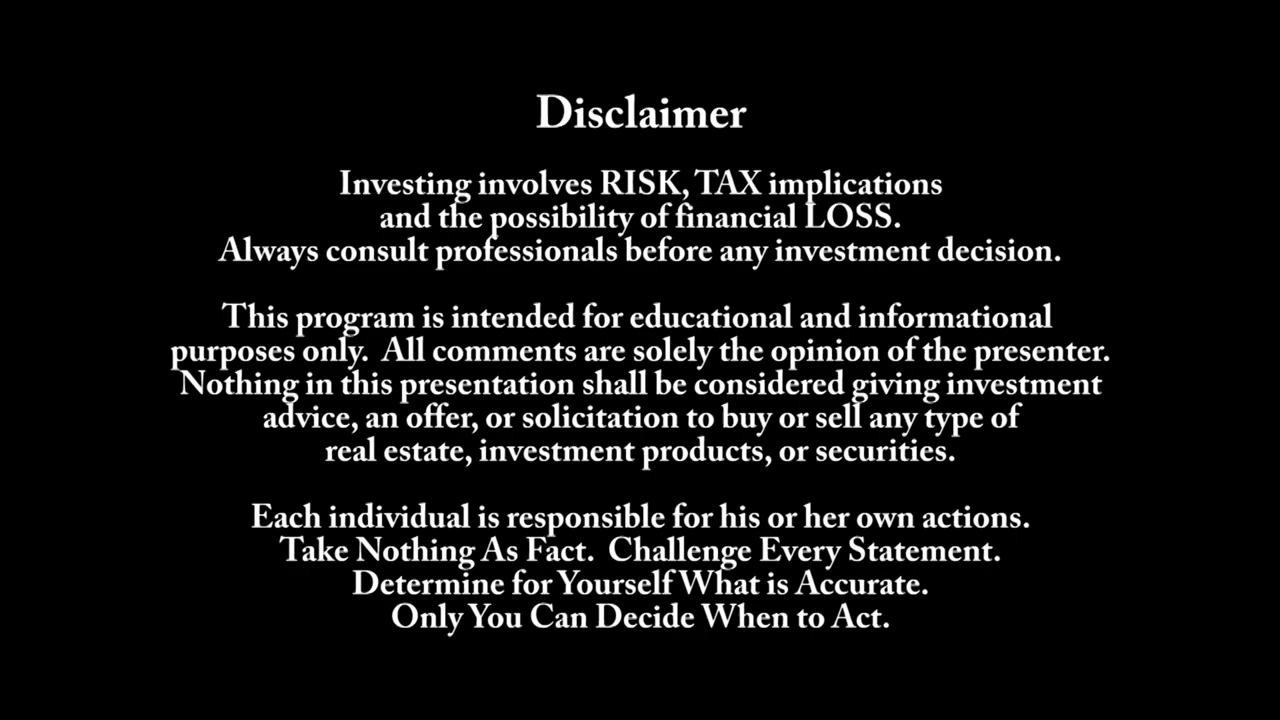 Disclaimer
Investing involves RISK, TAX implications
and the possibility of financial LOSS.
Always consult professionals before any investment decision.
This program is intended for educational and informational
purposes only.  All comments are solely the opinion of the presenter.
Nothing in this presentation shall be considered giving investment
advice, an offer, or solicitation to buy or sell any type of
real estate, investment products, or securities.
Each individual is responsible for his or her own actions.
Take Nothing As Fact.  Challenge Every Statement.
Determine for Yourself What is Accurate.
Only You Can Decide When to Act.